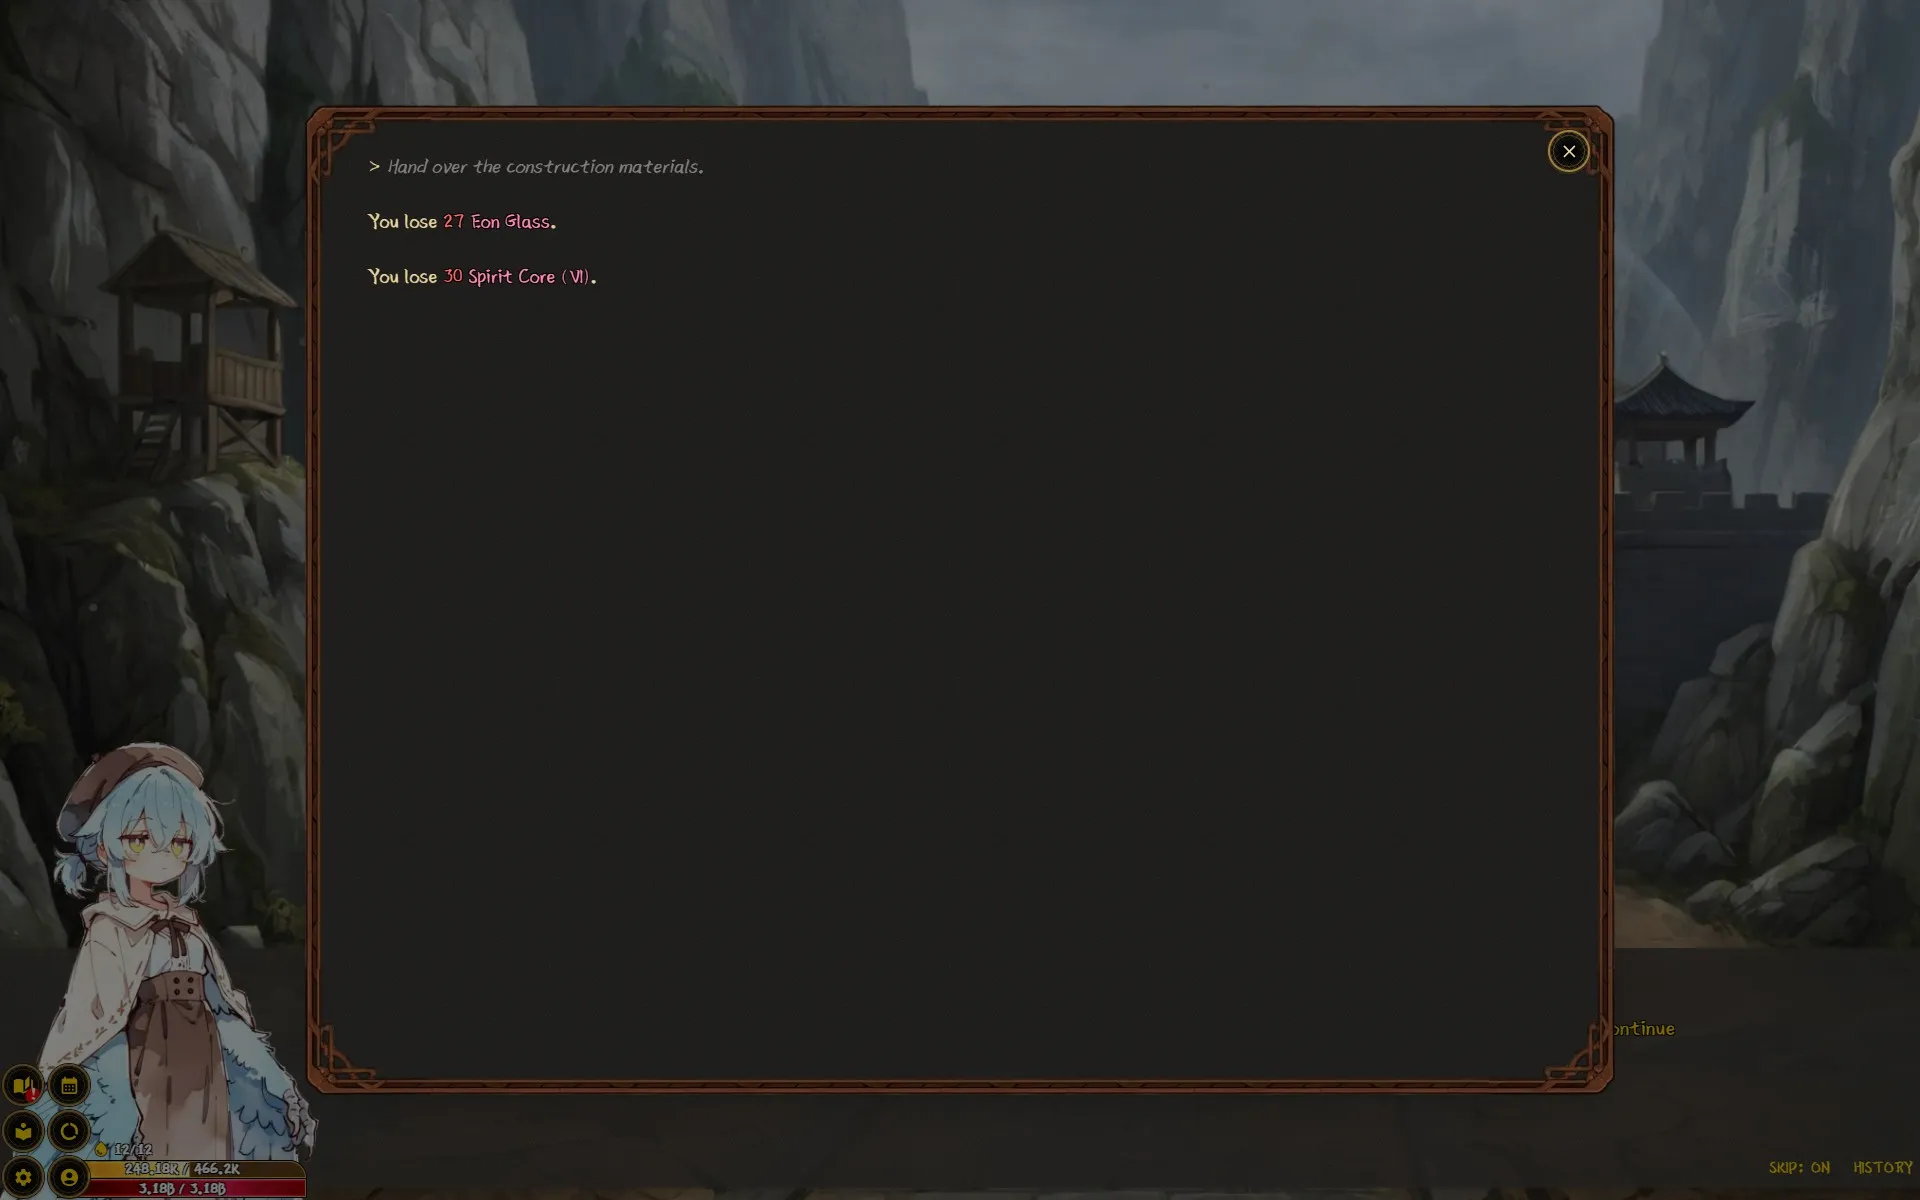 > Hand over the construction materials.
You lose 27 Eon Glass.
You lose 30 Spirit Core (VI).
ontinue
12/12
248.18K / 466.2K
3.18B / 3.18B
SKIP: ON HISTORY